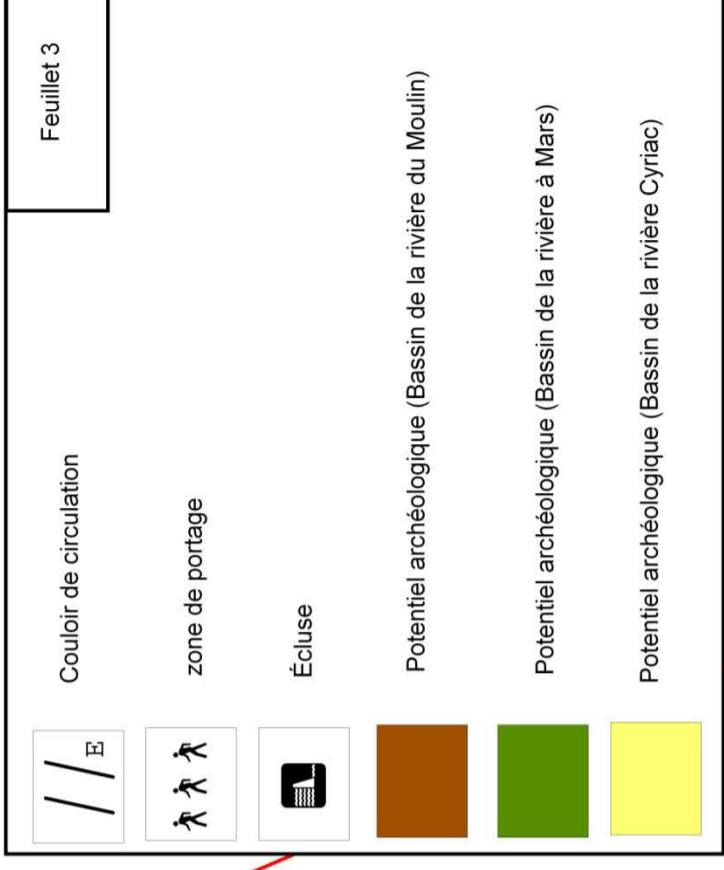 Feuillet 3
E
Couloir de circulation
zone de portage
Écluse
Potentiel archéologique (Bassin de la rivière du Moulin)
Potentiel archéologique (Bassin de la rivière à Mars)
Potentiel archéologique (Bassin de la rivière Cyriac)